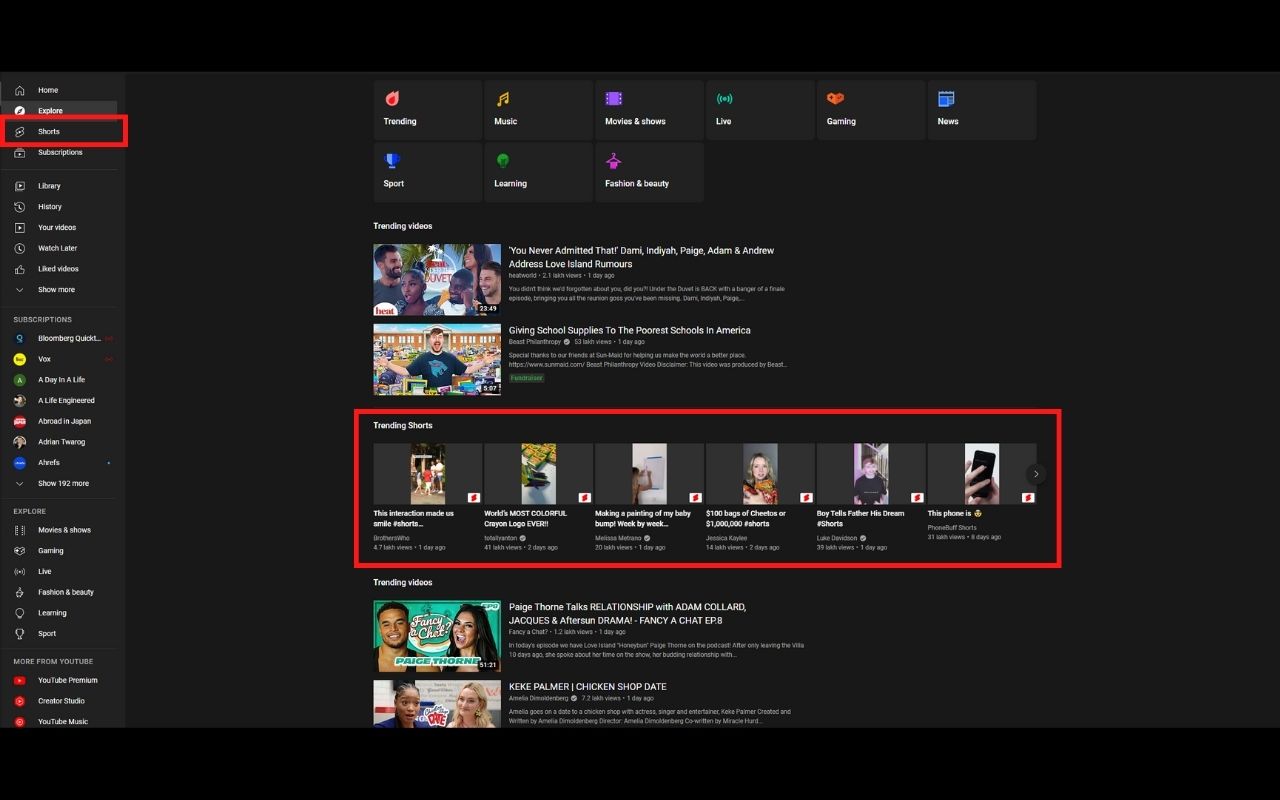 Home
Explore
Shorts
Subscriptions
Library
History
Your videos
Watch Later
Liked videos
Show more
SUBSCRIPTIONS
Bloomberg Quickt...
Vox
A Day In A Life
A Life Engineered
Abroad in Japan
Adrian Twarog
Ahrefs
Show 192 more
EXPLORE
Movies & shows
Gaming
Live
Fashion & beauty
Learning
Sport
MORE FROM YOUTUBE
YouTube Premium
Creator Studio
YouTube Music
Trending
Music
Movies & shows
Live
Gaming
News
Sport
Learning
Fashion & beauty
Trending videos
heat
DUVET
23:49
'You Never Admitted That!' Dami, Indiyah, Paige, Adam & Andrew
Address Love Island Rumours
heatworld • 2.1 lakh views • 1 day ago
You didn't think we'd forgotten about you, did you?! Under the Duvet is BACK with a banger of a finale
episode, bringing you all the reunion goss you've been missing. Dami, Indiyah, Paige,...
5:07
Giving School Supplies To The Poorest Schools In America
Beast Philanthropy 53 lakh views • 1 day ago
Special thanks to our friends at Sun-Maid for helping us make the world a better place.
https://www.sunmaid.com/ Beast Philanthropy Video Disclaimer: This video was produced by Beast...
Fundraiser
Trending Shorts
This interaction made us
smile #shorts...
BrothersWho
4.7 lakh views • 1 day ago
World's MOST COLORFUL
Crayon Logo EVER!!
totallyanton
41 lakh views • 2 days ago
Making a painting of my baby
bump! Week by week...
Melissa Metrano
20 lakh views • 1 day ago
$100 bags of Cheetos or
$1,000,000 #shorts
Jessica Kaylee
14 lakh views • 2 days ago
Boy Tells Father His Dream
#Shorts
Luke Davidson
39 lakh views • 1 day ago
This phone is 🤯
PhoneBuff Shorts
31 lakh views • 8 days ago
Trending videos
Fancy
a Chat?
PAIGE THORNE
51:21
Paige Thorne Talks RELATIONSHIP with ADAM COLLARD,
JACQUES & Aftersun DRAMA! - FANCY A CHAT EP.8
Fancy a Chat? • 1.2 lakh views • 1 day ago
In today's episode we have Love Island "Honeybun" Paige Thorne on the podcast! After only leaving the Villa
19 days ago, she spoke about her time on the show, her budding relationship with...
KEKE PALMER | CHICKEN SHOP DATE
Amelia Dimoldenberg 7.2 lakh views • 1 day ago
Amelia goes on a date to a chicken shop with actress, singer and entertainer, Keke Palmer Created and
Written by Amelia Dimoldenberg Director: Amelia Dimoldenberg Co-written by Miracle Hurd...